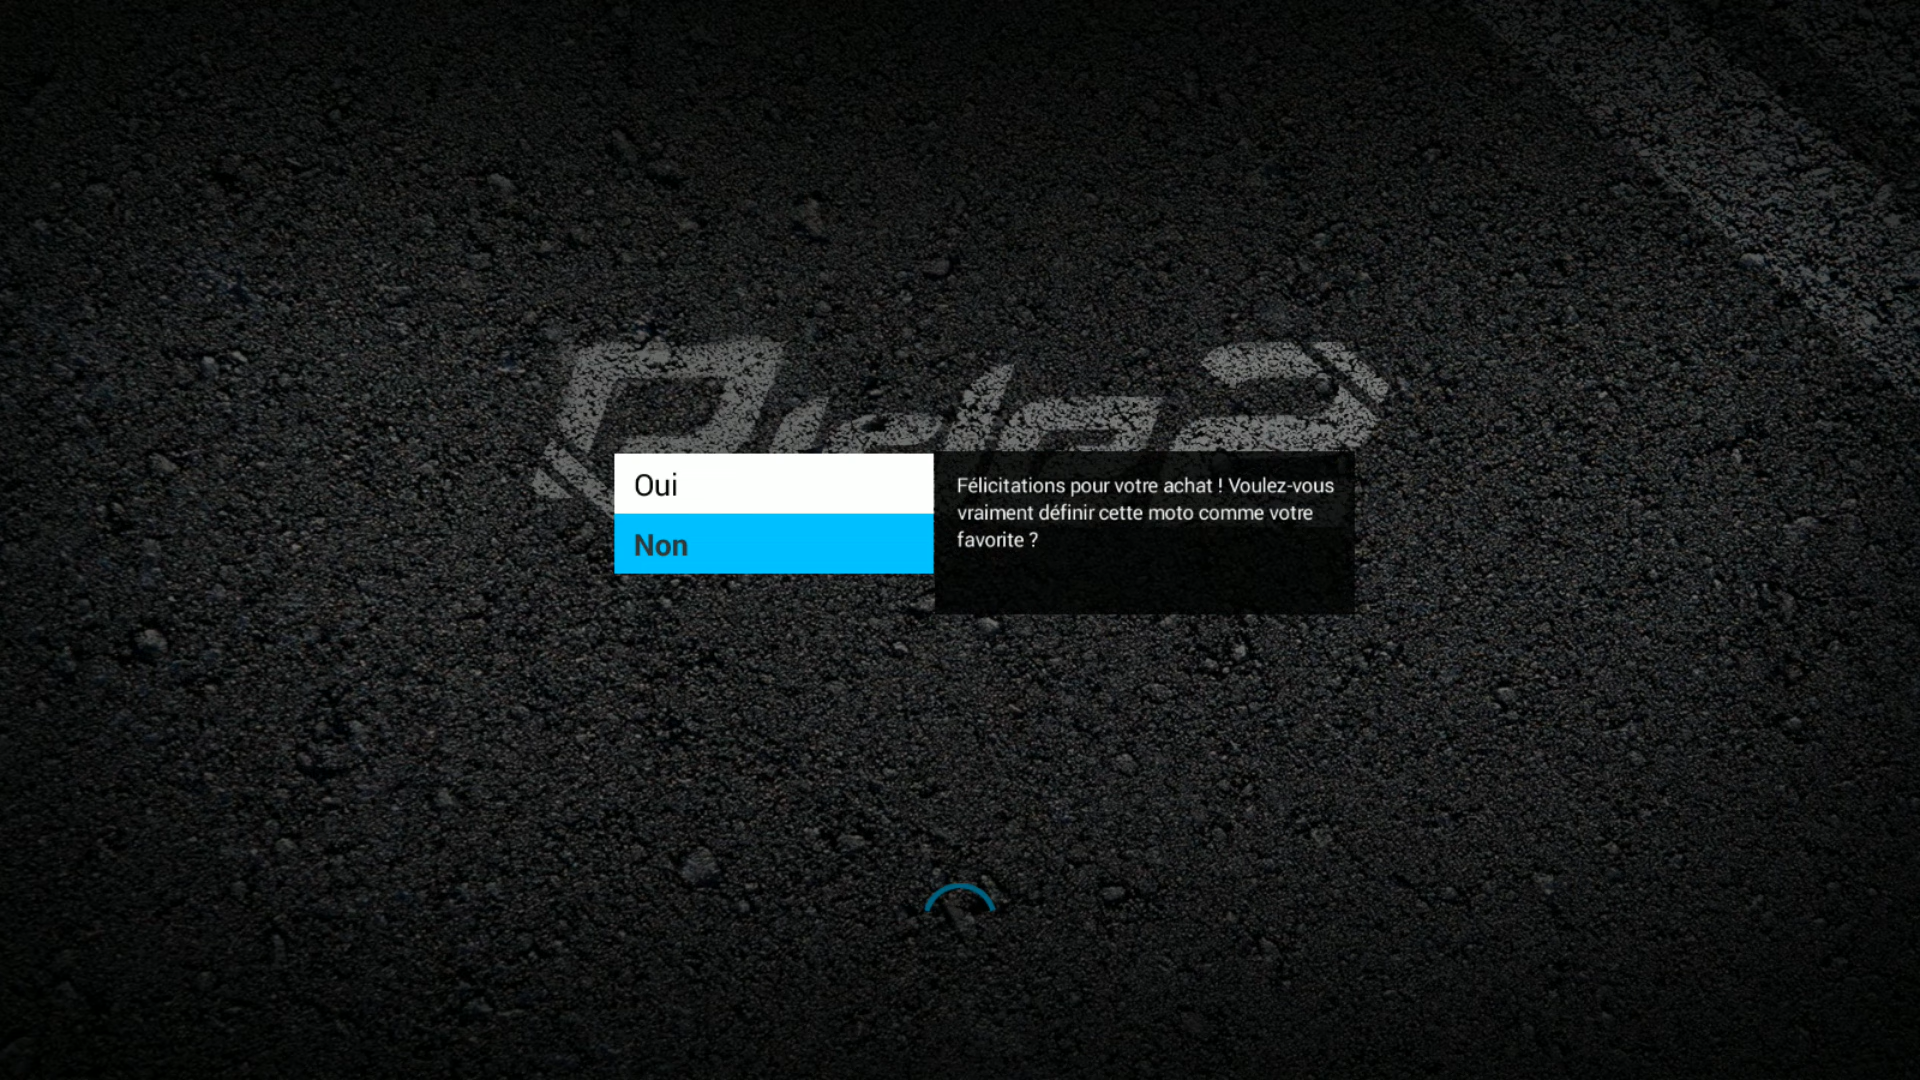 Oui
Non
Félicitations pour votre achat ! Voulez-vous
vraiment définir cette moto comme votre
favorite ?